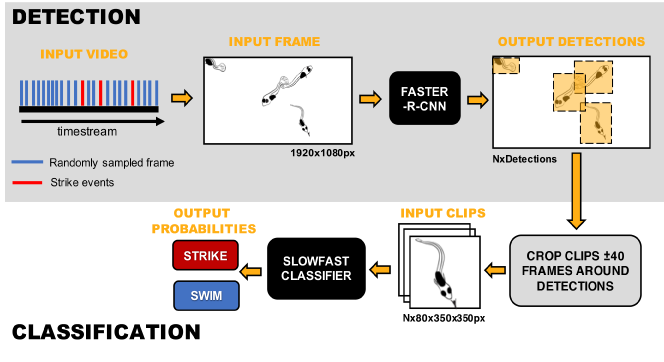 DETECTION
INPUT VIDEO
INPUT FRAME
OUTPUT DETECTIONS
FASTER
-R-CNN
timestream
1920x1080px
NxDetections
Randomly sampled frame
Strike events
OUTPUT
PROBABILITIES
INPUT CLIPS
STRIKE
SWIM
SLOWFAST
CLASSIFIER
CROP CLIPS ±40
FRAMES AROUND
DETECTIONS
Nx80x350x350px
CLASSIFICATION